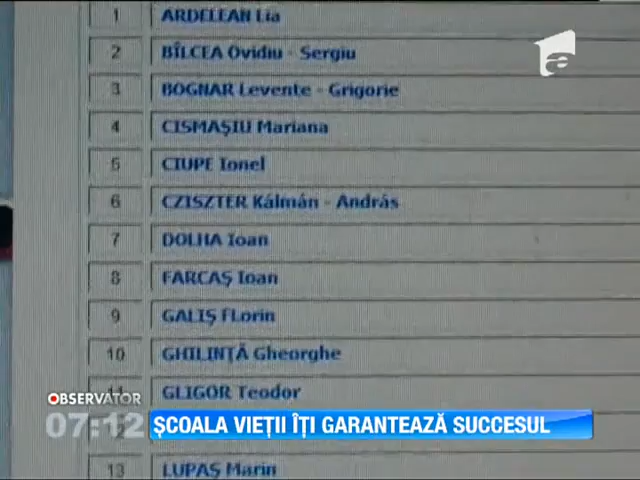 1 ARDELEAN Lia
2 BÎLCEA Ovidiu - Sergiu
3 BOGNAR Levente - Grigorie
4 CISMAŞIU Mariana
5 CIUPE Ionel
6 CZISZTER Kálmán - András
7 DOLHA Ioan
8 FARCAŞ Ioan
9 GALIŞ FLorin
10 GHILINŢĂ Gheorghe
11 GLIGOR Teodor
OBSERVATOR
07:12 ŞCOALA VIEŢII ÎŢI GARANTEAZĂ SUCCESUL
12
13 LUPAŞ Marin
a